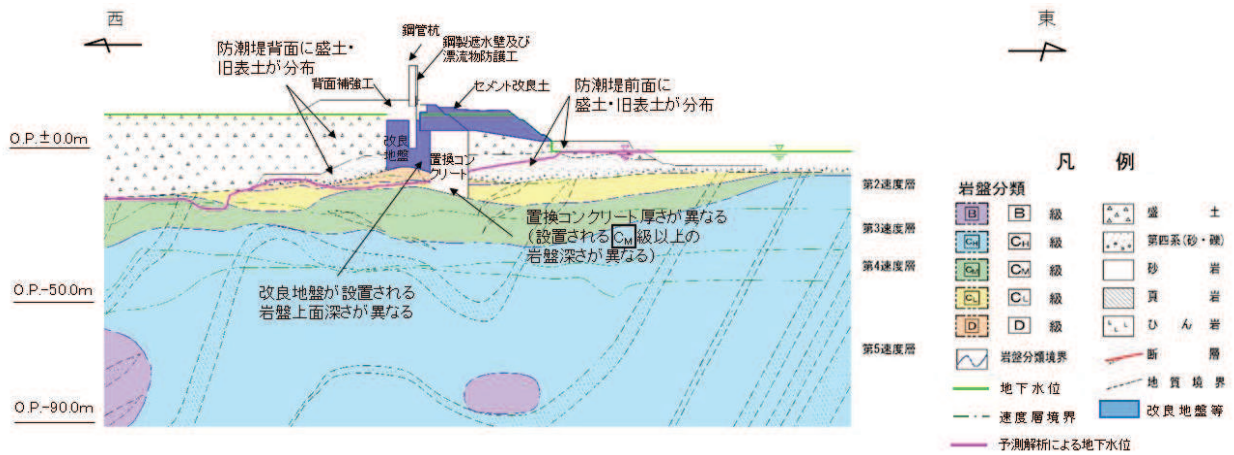 西
東
鋼管杭
鋼製遮水壁及び
漂流物防護工
防潮堤背面に盛土・
旧表土が分布
背面補強工
セメント改良土
防潮堤前面に
盛土・旧表土が分布
O.P.±0.0m
改良
地盤
置換コン
クリート
置換コンクリート厚さが異なる
(設置されるCM級以上の
岩盤深さが異なる)
改良地盤が設置される
岩盤上面深さが異なる
O.P.-50.0m
O.P.-90.0m
第2速度層
第3速度層
第4速度層
第5速度層
凡 例
岩盤分類
B B 級
CH CH 級
CM CM 級
CL CL 級
D D 級
岩盤分類境界
地下水位
速度層境界
予測解析による地下水位
盛 土
第四系(砂・礫)
砂 岩
頁 岩
ひ ん 岩
断 層
地 質 境 界
改良地盤等